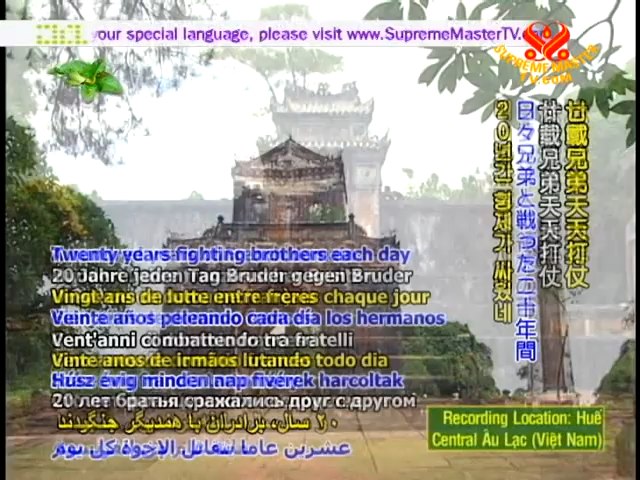 your special language, please visit www.SupremeMasterTV.com
SUPREME MASTER
TV.COM
Twenty years fighting brothers each day
20 Jahre jeden Tag Bruder gegen Bruder
Vingt ans de lutte entre frères chaque jour
Veinte años peleando cada día los hermanos
Vent'anni combattendo tra fratelli
Vinte anos de irmãos lutando todo dia
Húsz évig minden nap fivérek harcoltak
20 лет братья сражались друг с другом
٢٠ سال، برادران با همدیگر جنگیدند
عشرين عاما تتقاتل الإخوة كل يوم
廿載兄弟天天打仗
廿載兄弟天天打仗
日々兄弟と戦った二十年間
20년간 형제가 싸웠네
Recording Location: Huế
Central Âu Lạc (Việt Nam)